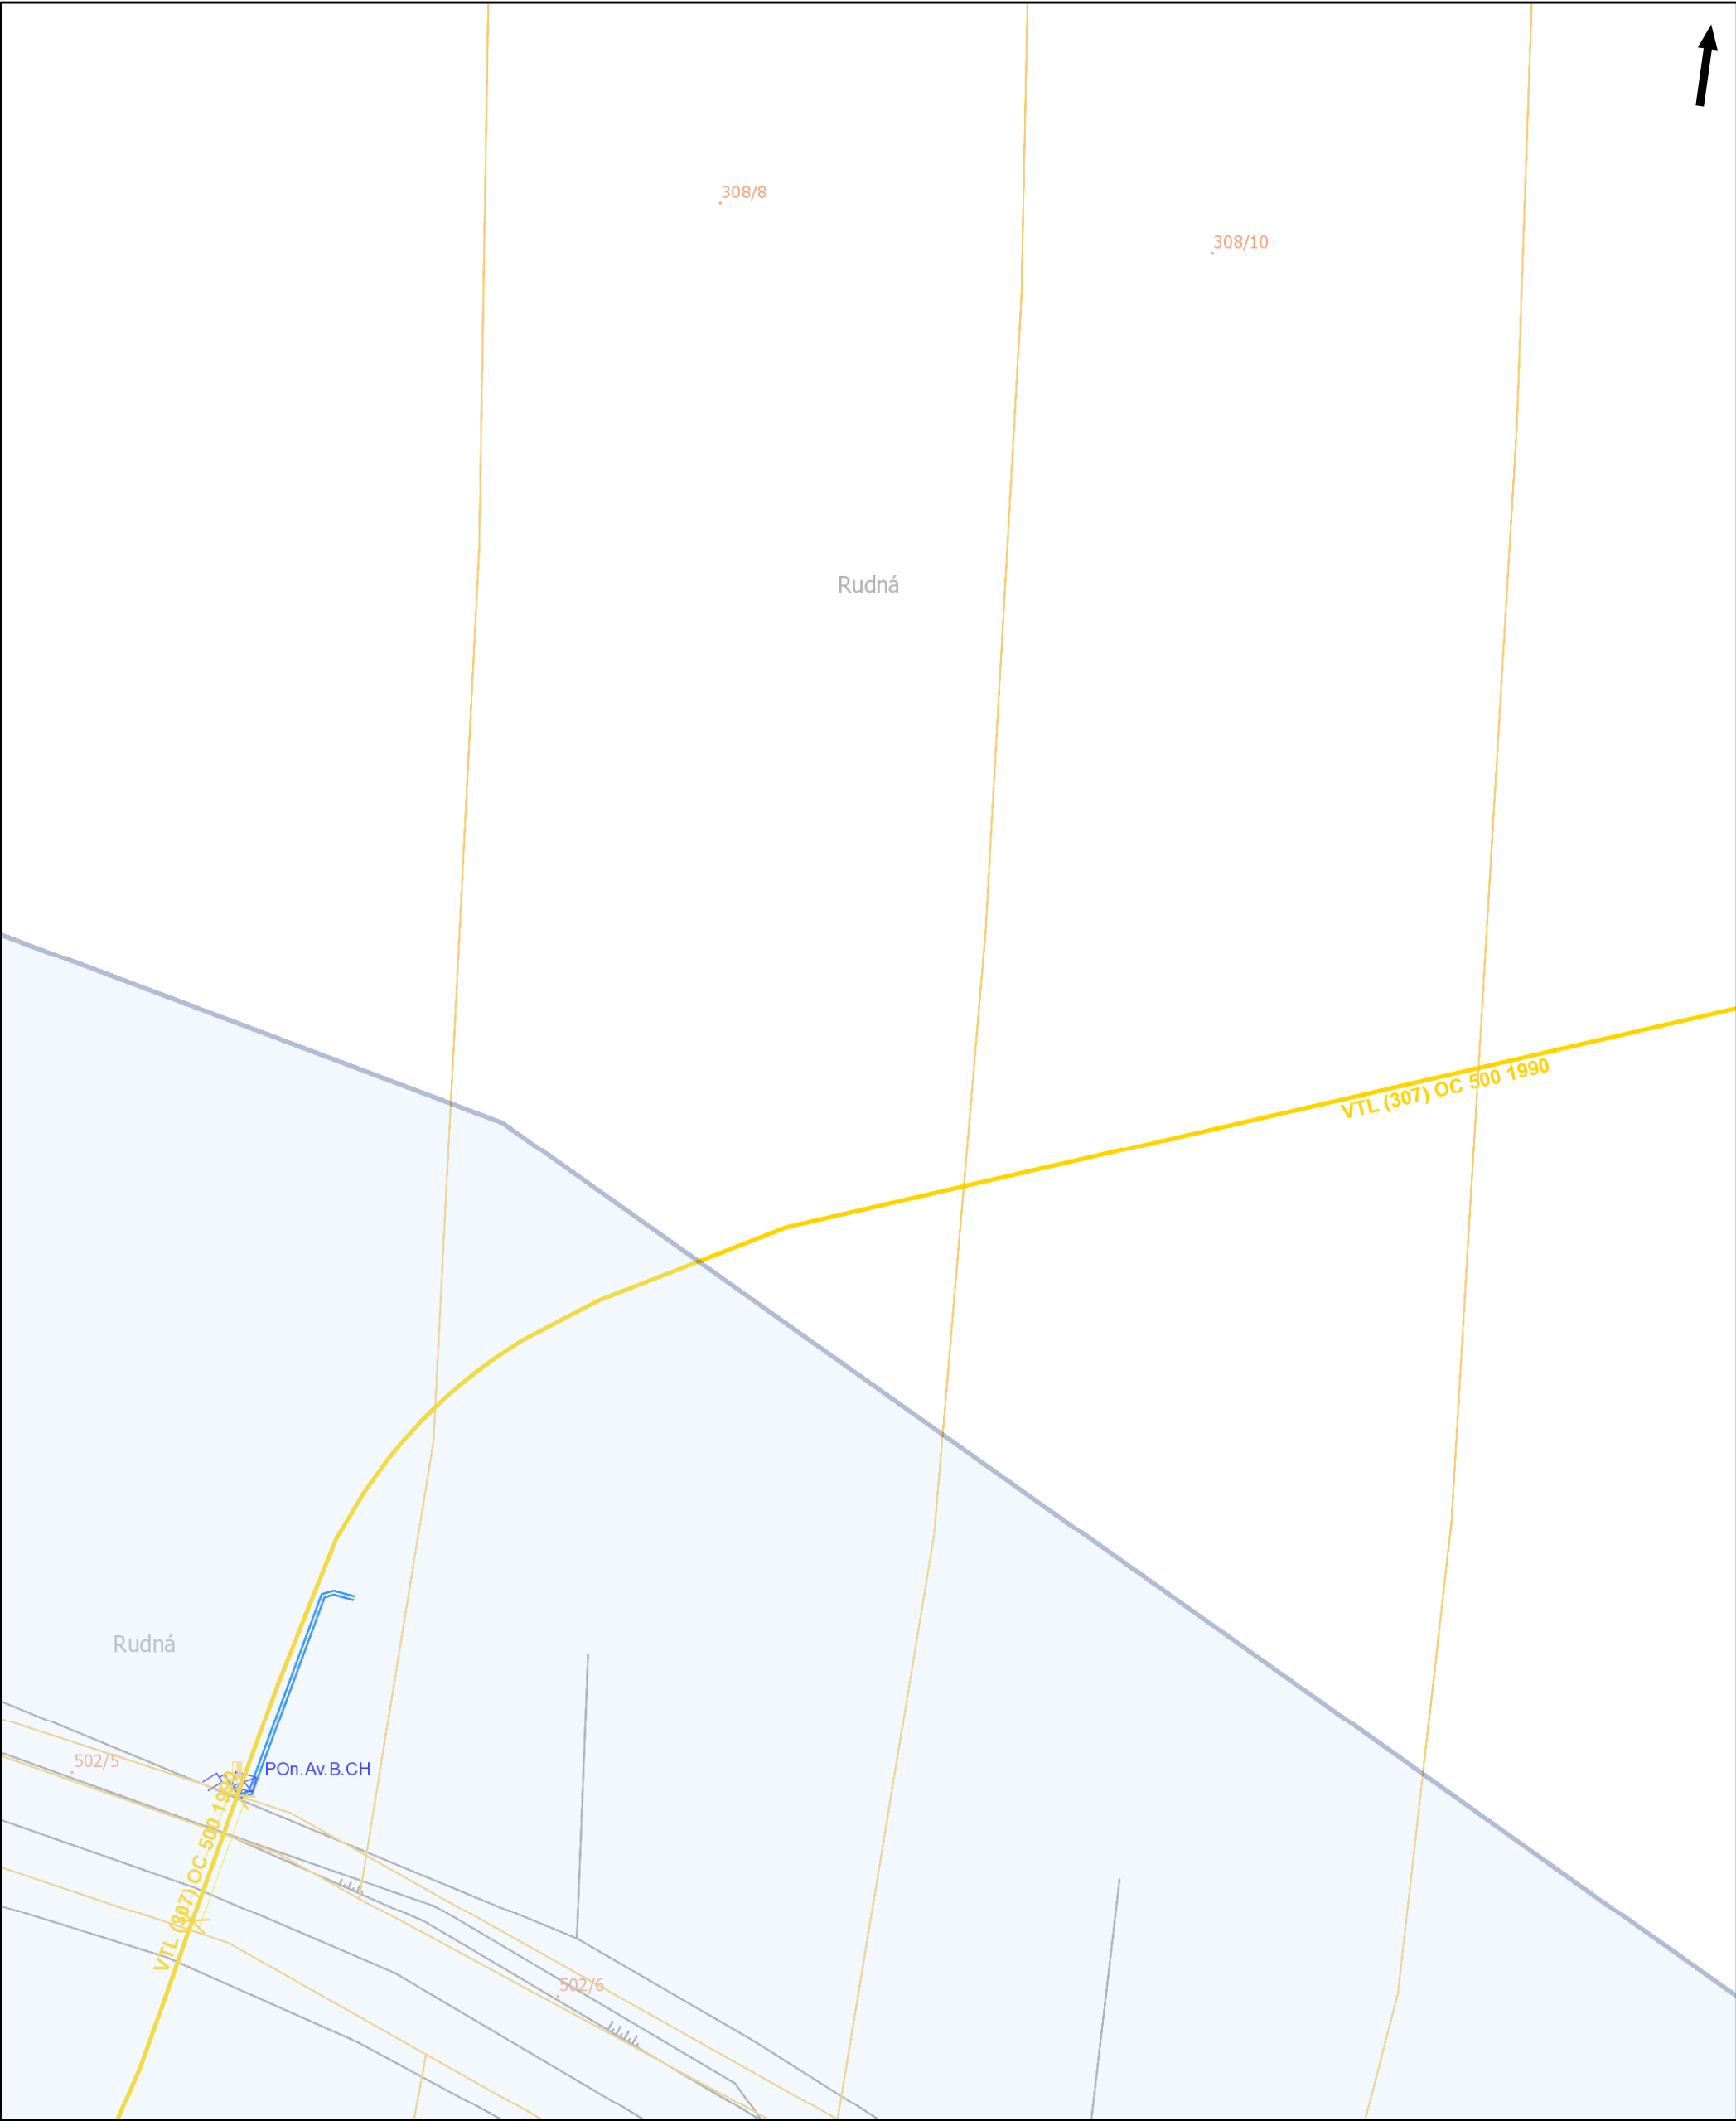 308/8
308/10
Rudná
VTL (307) OC 500 1990
Rudná
502/5
POn.Av.B.CH
VTL (307) OC 500 1990
502/6